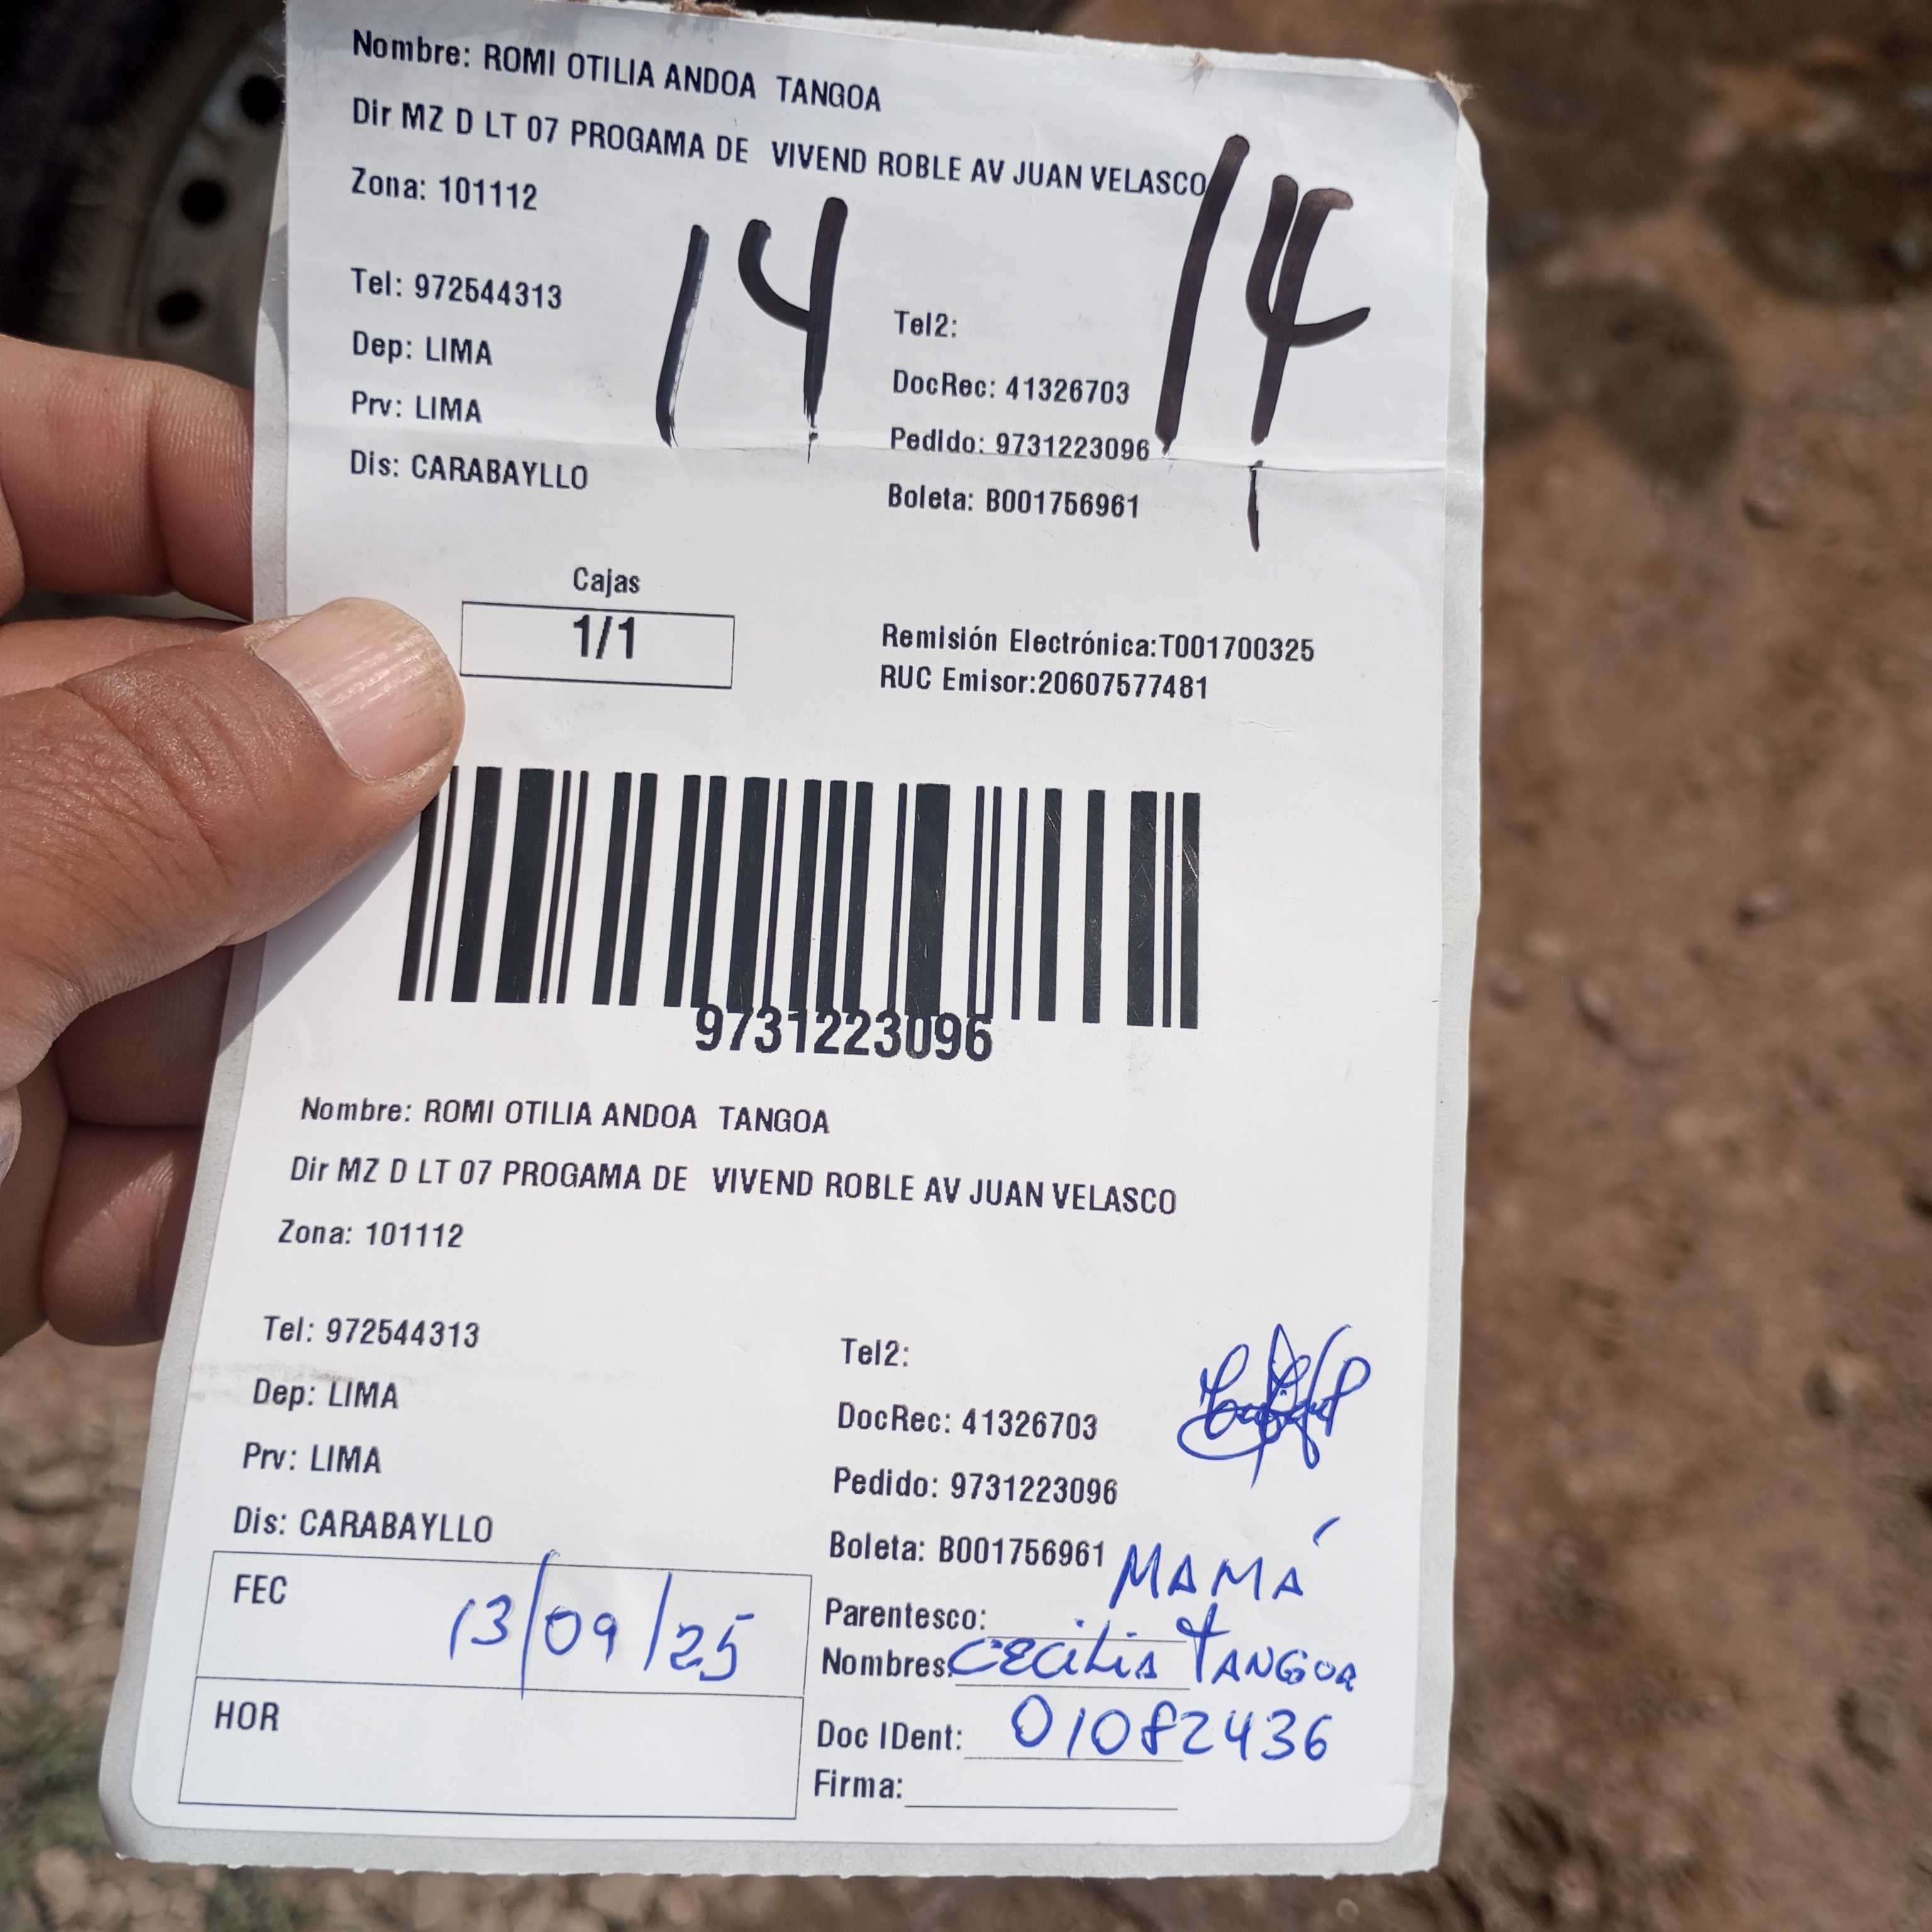 Nombre: ROMI OTILIA ANDOA TANGOA
Dir MZ D LT 07 PROGAMA DE VIVEND ROBLE AV JUAN VELASCO
Zona: 101112
14 14
Tel: 972544313
Tel2:
Dep: LIMA
DocRec: 41326703
Prv: LIMA
Pedido: 9731223096
Dis: CARABAYLLO
Boleta: B001756961
Cajas
1/1
Remisión Electrónica:T001700325
RUC Emisor:20607577481
9731223096
Nombre: ROMI OTILIA ANDOA TANGOA
Dir MZ D LT 07 PROGAMA DE VIVEND ROBLE AV JUAN VELASCO
Zona: 101112
Tel: 972544313
Tel2:
Dep: LIMA
DocRec: 41326703
Prv: LIMA
Pedido: 9731223096
Dis: CARABAYLLO
Boleta: B001756961
FEC 13/09/25
Parentesco: MAMÁ
Nombres: CECILIA TANGOA
HOR
Doc IDent: 01082436
Firma: